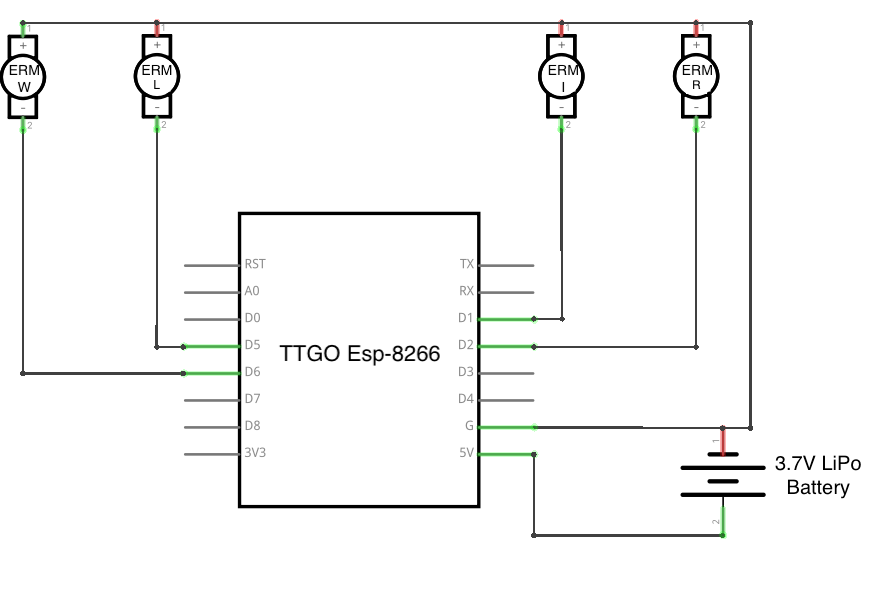 1 1 1 1
+ + + +
ERM ERM ERM ERM
W L I R
- - - -
2 2 2 2
RST TX
A0 RX
D0 D1
D5 TTGO Esp-8266 D2
D6 D3
D7 D4
D8 G
3V3 5V
1
3.7V LiPo
Battery
2